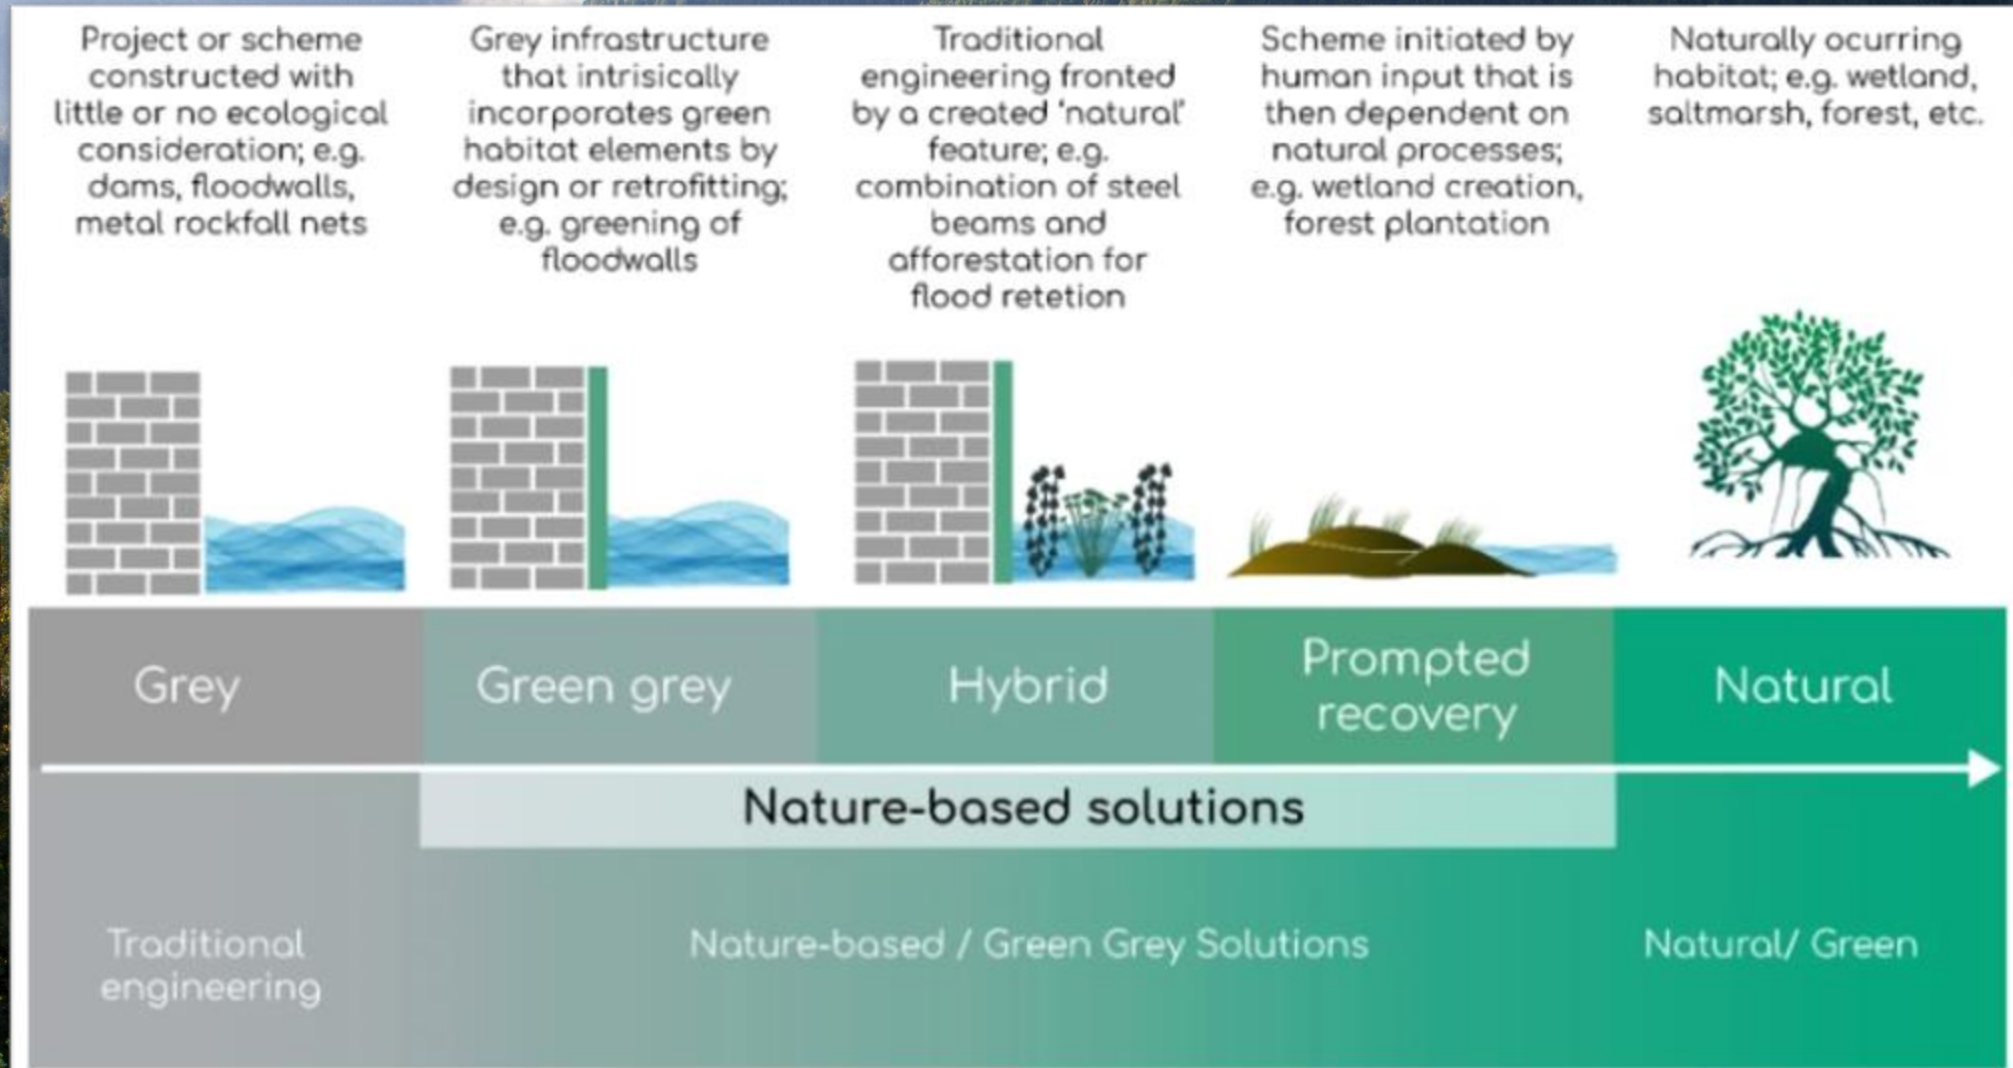 Project or scheme
constructed with
little or no ecological
consideration; e.g.
dams, floodwalls,
metal rockfall nets
Grey infrastructure
that intrisically
incorporates green
habitat elements by
design or retrofitting;
e.g. greening of
floodwalls
Traditional
engineering fronted
by a created 'natural'
feature; e.g.
combination of steel
beams and
afforestation for
flood retetion
Scheme initiated by
human input that is
then dependent on
natural processes;
e.g. wetland creation,
forest plantation
Naturally ocurring
habitat; e.g. wetland,
saltmarsh, forest, etc.
Grey
Green grey
Hybrid
Prompted
recovery
Natural
Nature-based solutions
Traditional
engineering
Nature-based / Green Grey Solutions
Natural/ Green